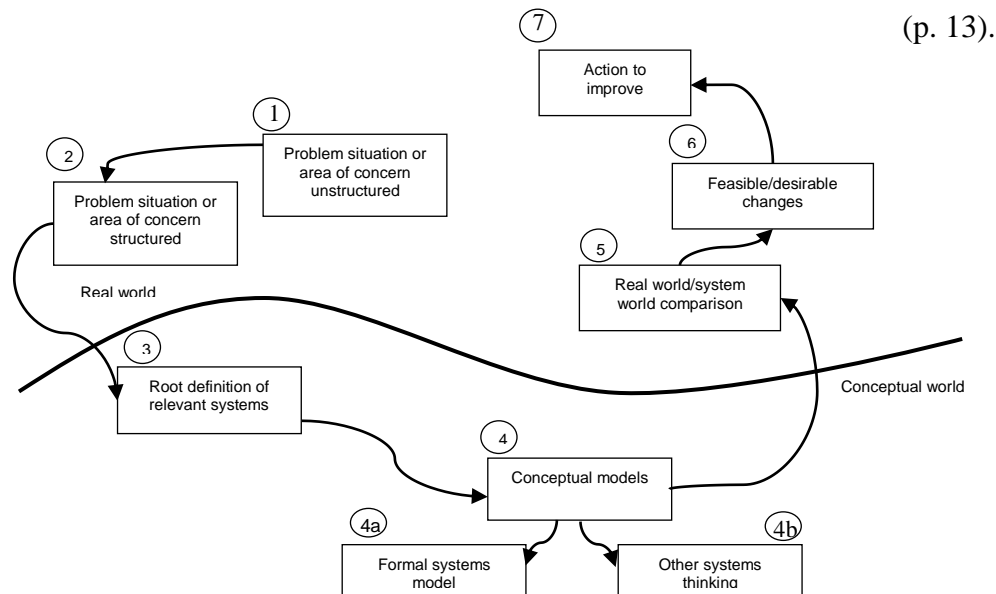 (p. 13).
7
Action to
improve
1
Problem situation or
area of concern
unstructured
2
Problem situation or
area of concern
structured
6
Feasible/desirable
changes
5
Real world/system
world comparison
Real world
3
Root definition of
relevant systems
Conceptual world
4
Conceptual models
4a
Formal systems
model
4b
Other systems
thinking